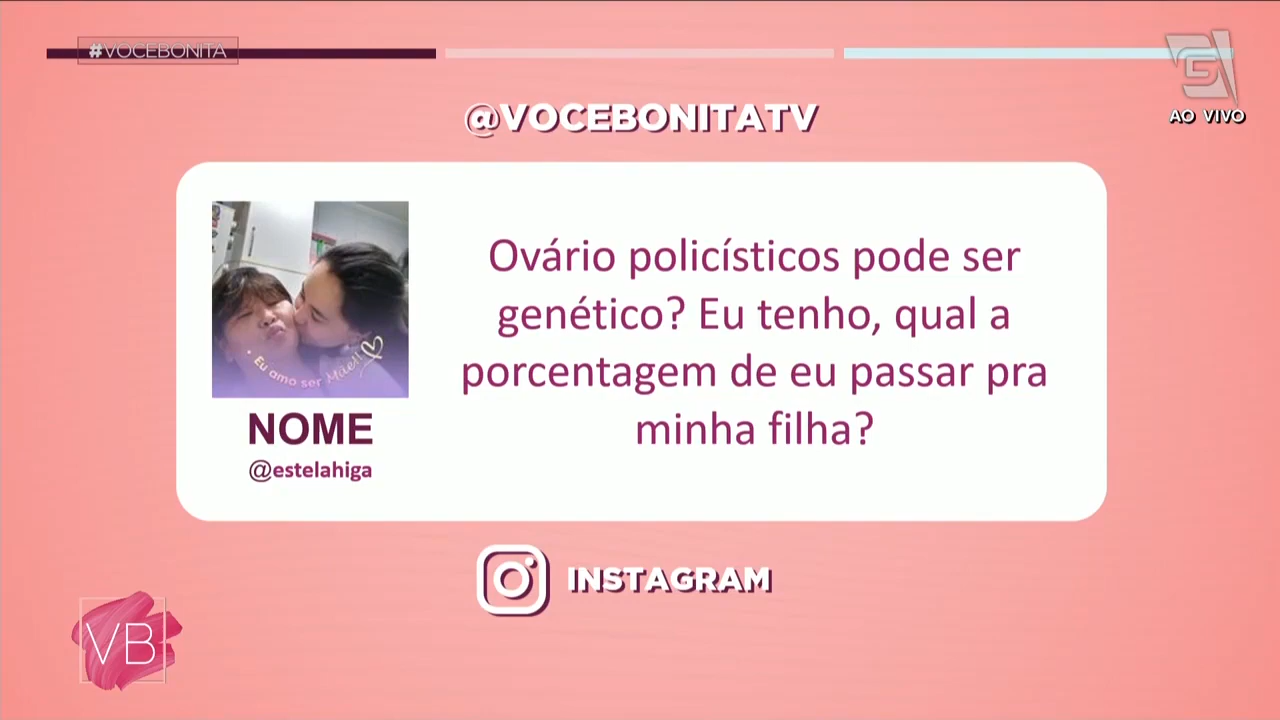 #VOCEBONITA
AO VIVO
@VOCEBONITATV
Ovário policísticos pode ser
genético? Eu tenho, qual a
porcentagem de eu passar pra
minha filha?
Eu amo ser Mãe!!
NOME
@estelahiga
INSTAGRAM
VB